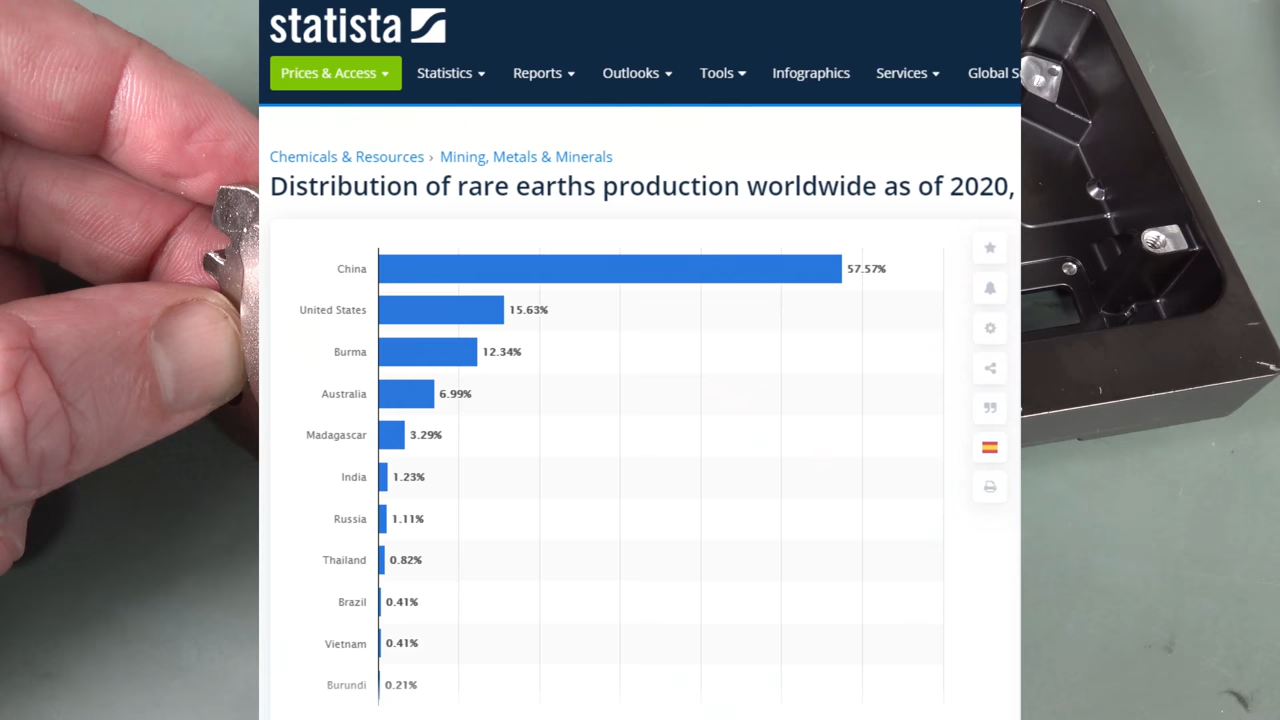 statista
Prices & Access Statistics Reports Outlooks Tools Infographics Services Global
Chemicals & Resources › Mining, Metals & Minerals
Distribution of rare earths production worldwide as of 2020,
China 57.57%
United States 15.63%
Burma 12.34%
Australia 6.99%
Madagascar 3.29%
India 1.23%
Russia 1.11%
Thailand 0.82%
Brazil 0.41%
Vietnam 0.41%
Burundi 0.21%